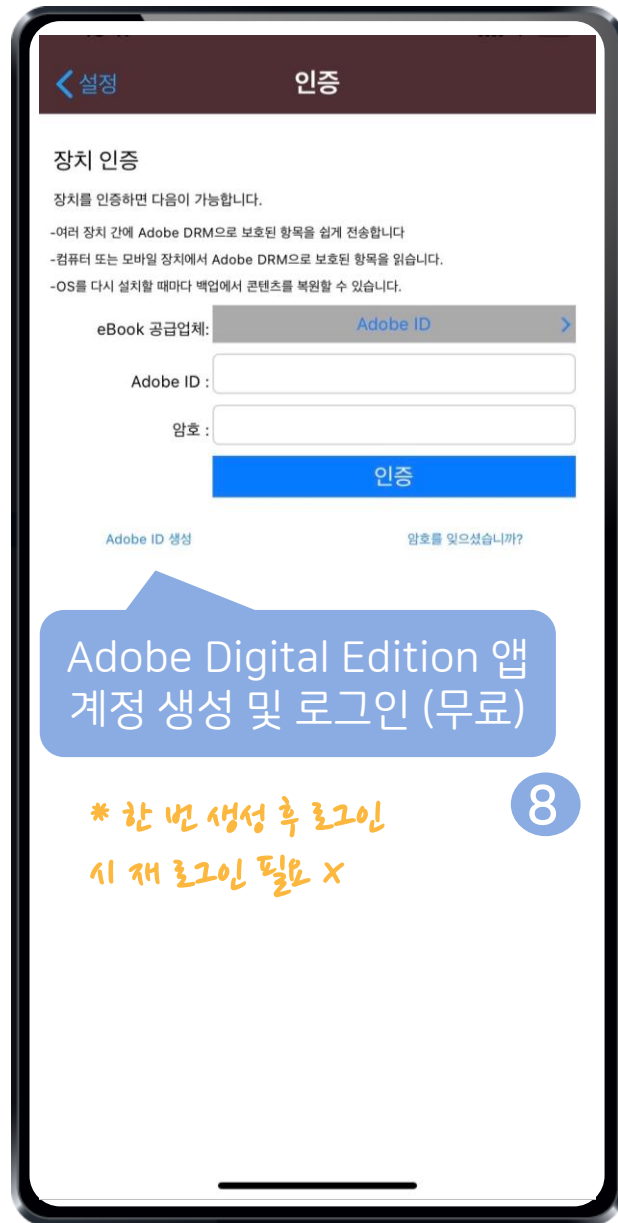 설정
인증
장치 인증
장치를 인증하면 다음이 가능합니다.
-여러 장치 간에 Adobe DRM으로 보호된 항목을 쉽게 전송합니다
-컴퓨터 또는 모바일 장치에서 Adobe DRM으로 보호된 항목을 읽습니다.
-OS를 다시 설치할 때마다 백업에서 콘텐츠를 복원할 수 있습니다.
eBook 공급업체: Adobe ID
Adobe ID :
암호 :
인증
Adobe ID 생성 암호를 잊으셨습니까?
Adobe Digital Edition 앱
계정 생성 및 로그인 (무료)
* 한 번 생성 후 로그인
시 재 로그인 필요 X
8